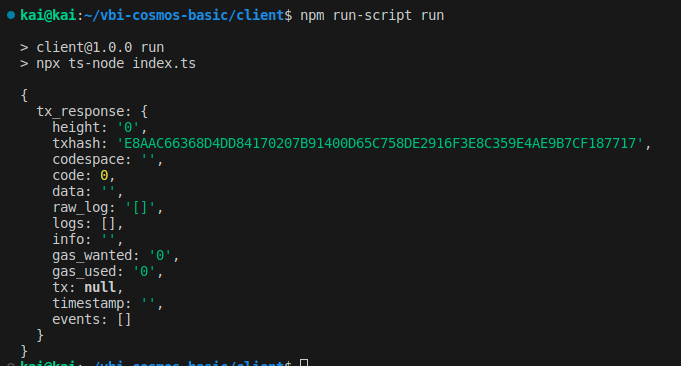 kai@kai:~/vbi-cosmos-basic/client$ npm run-script run
> client@1.0.0 run
> npx ts-node index.ts
{
tx_response: {
height: '0',
txhash: 'E8AAC66368D4DD84170207B91400D65C758DE2916F3E8C359E4AE9B7CF187717',
codespace: '',
code: 0,
data: '',
raw_log: '[]',
logs: [],
info: '',
gas_wanted: '0',
gas_used: '0',
tx: null,
timestamp: '',
events: []
}
}
kai@kai:~/vbi-cosmos-basic/client$